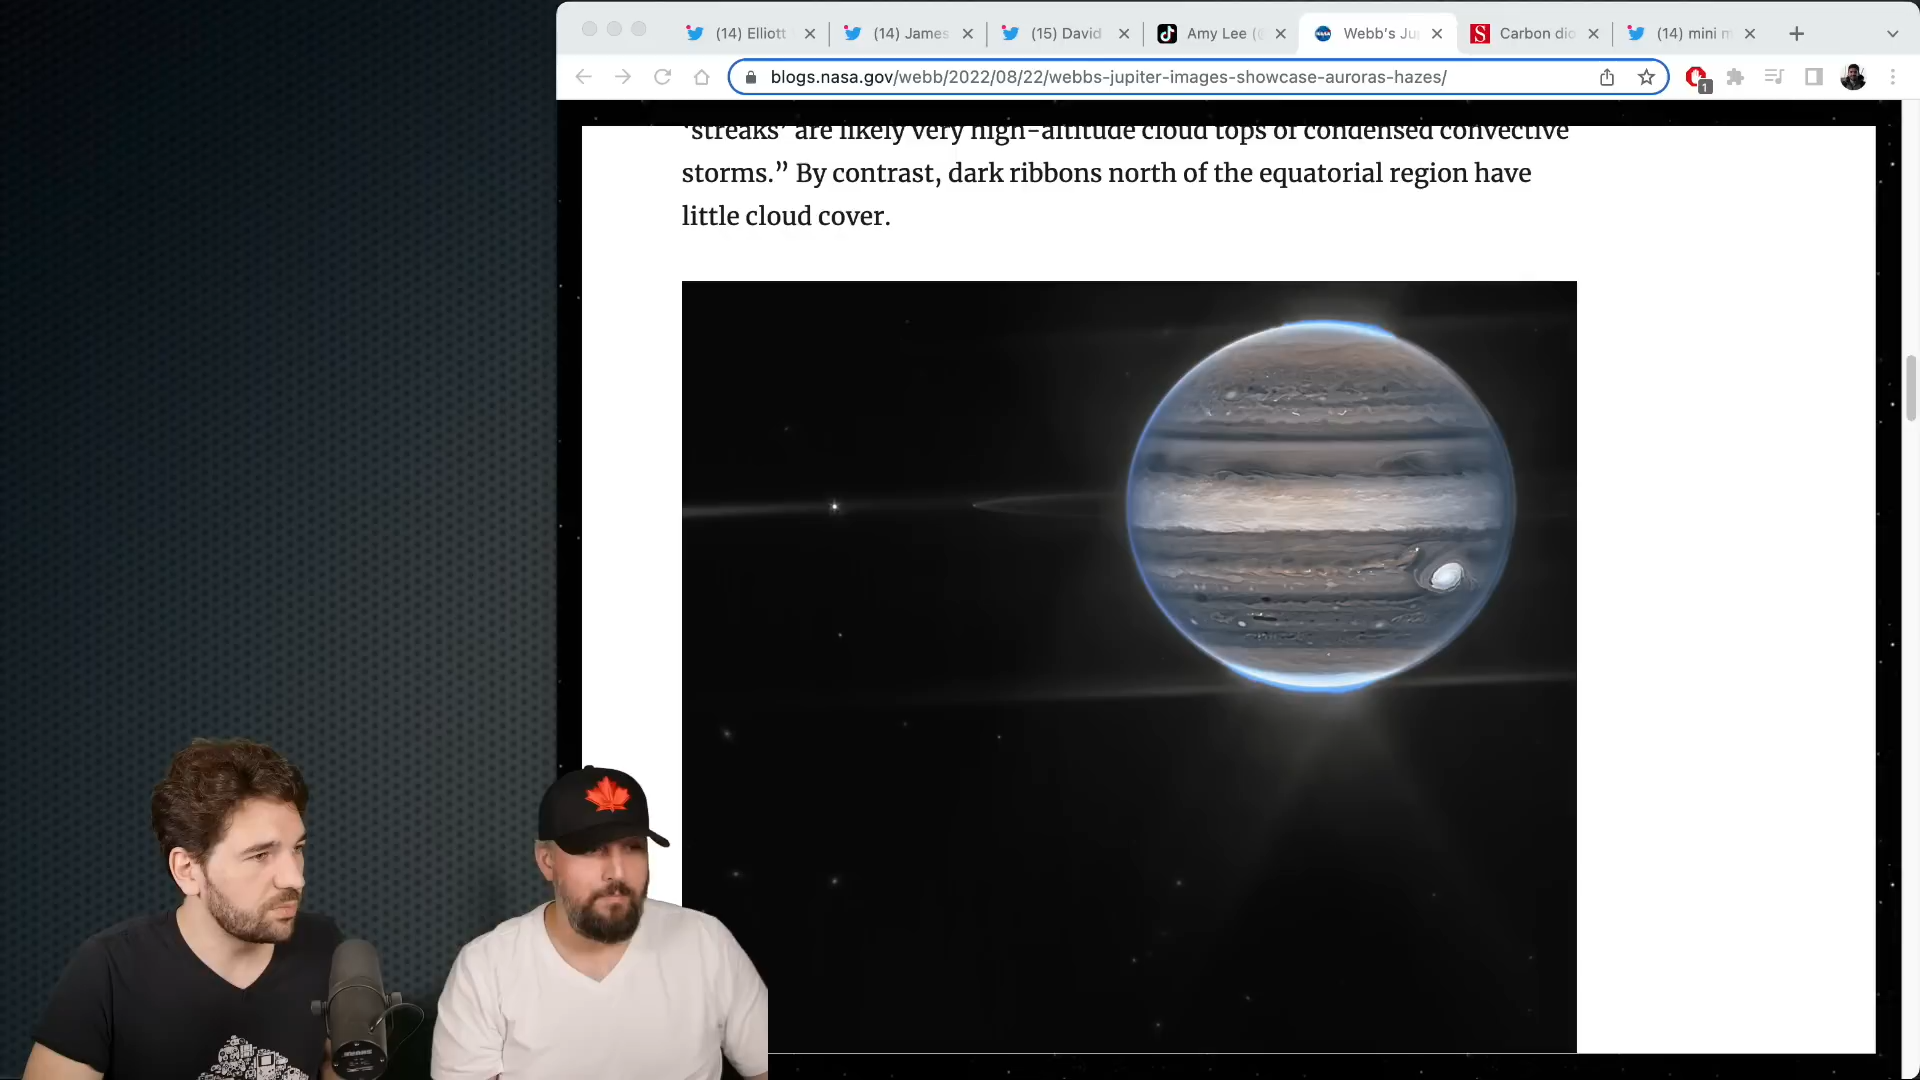 (14) Elliott
(14) James
(15) David
Amy Lee (@
Webb's Ju
Carbon dio
(14) mini m
blogs.nasa.gov/webb/2022/08/22/webbs-jupiter-images-showcase-auroras-hazes/
1
'streaks' are likely very high-altitude cloud tops of condensed convective
storms.” By contrast, dark ribbons north of the equatorial region have
little cloud cover.